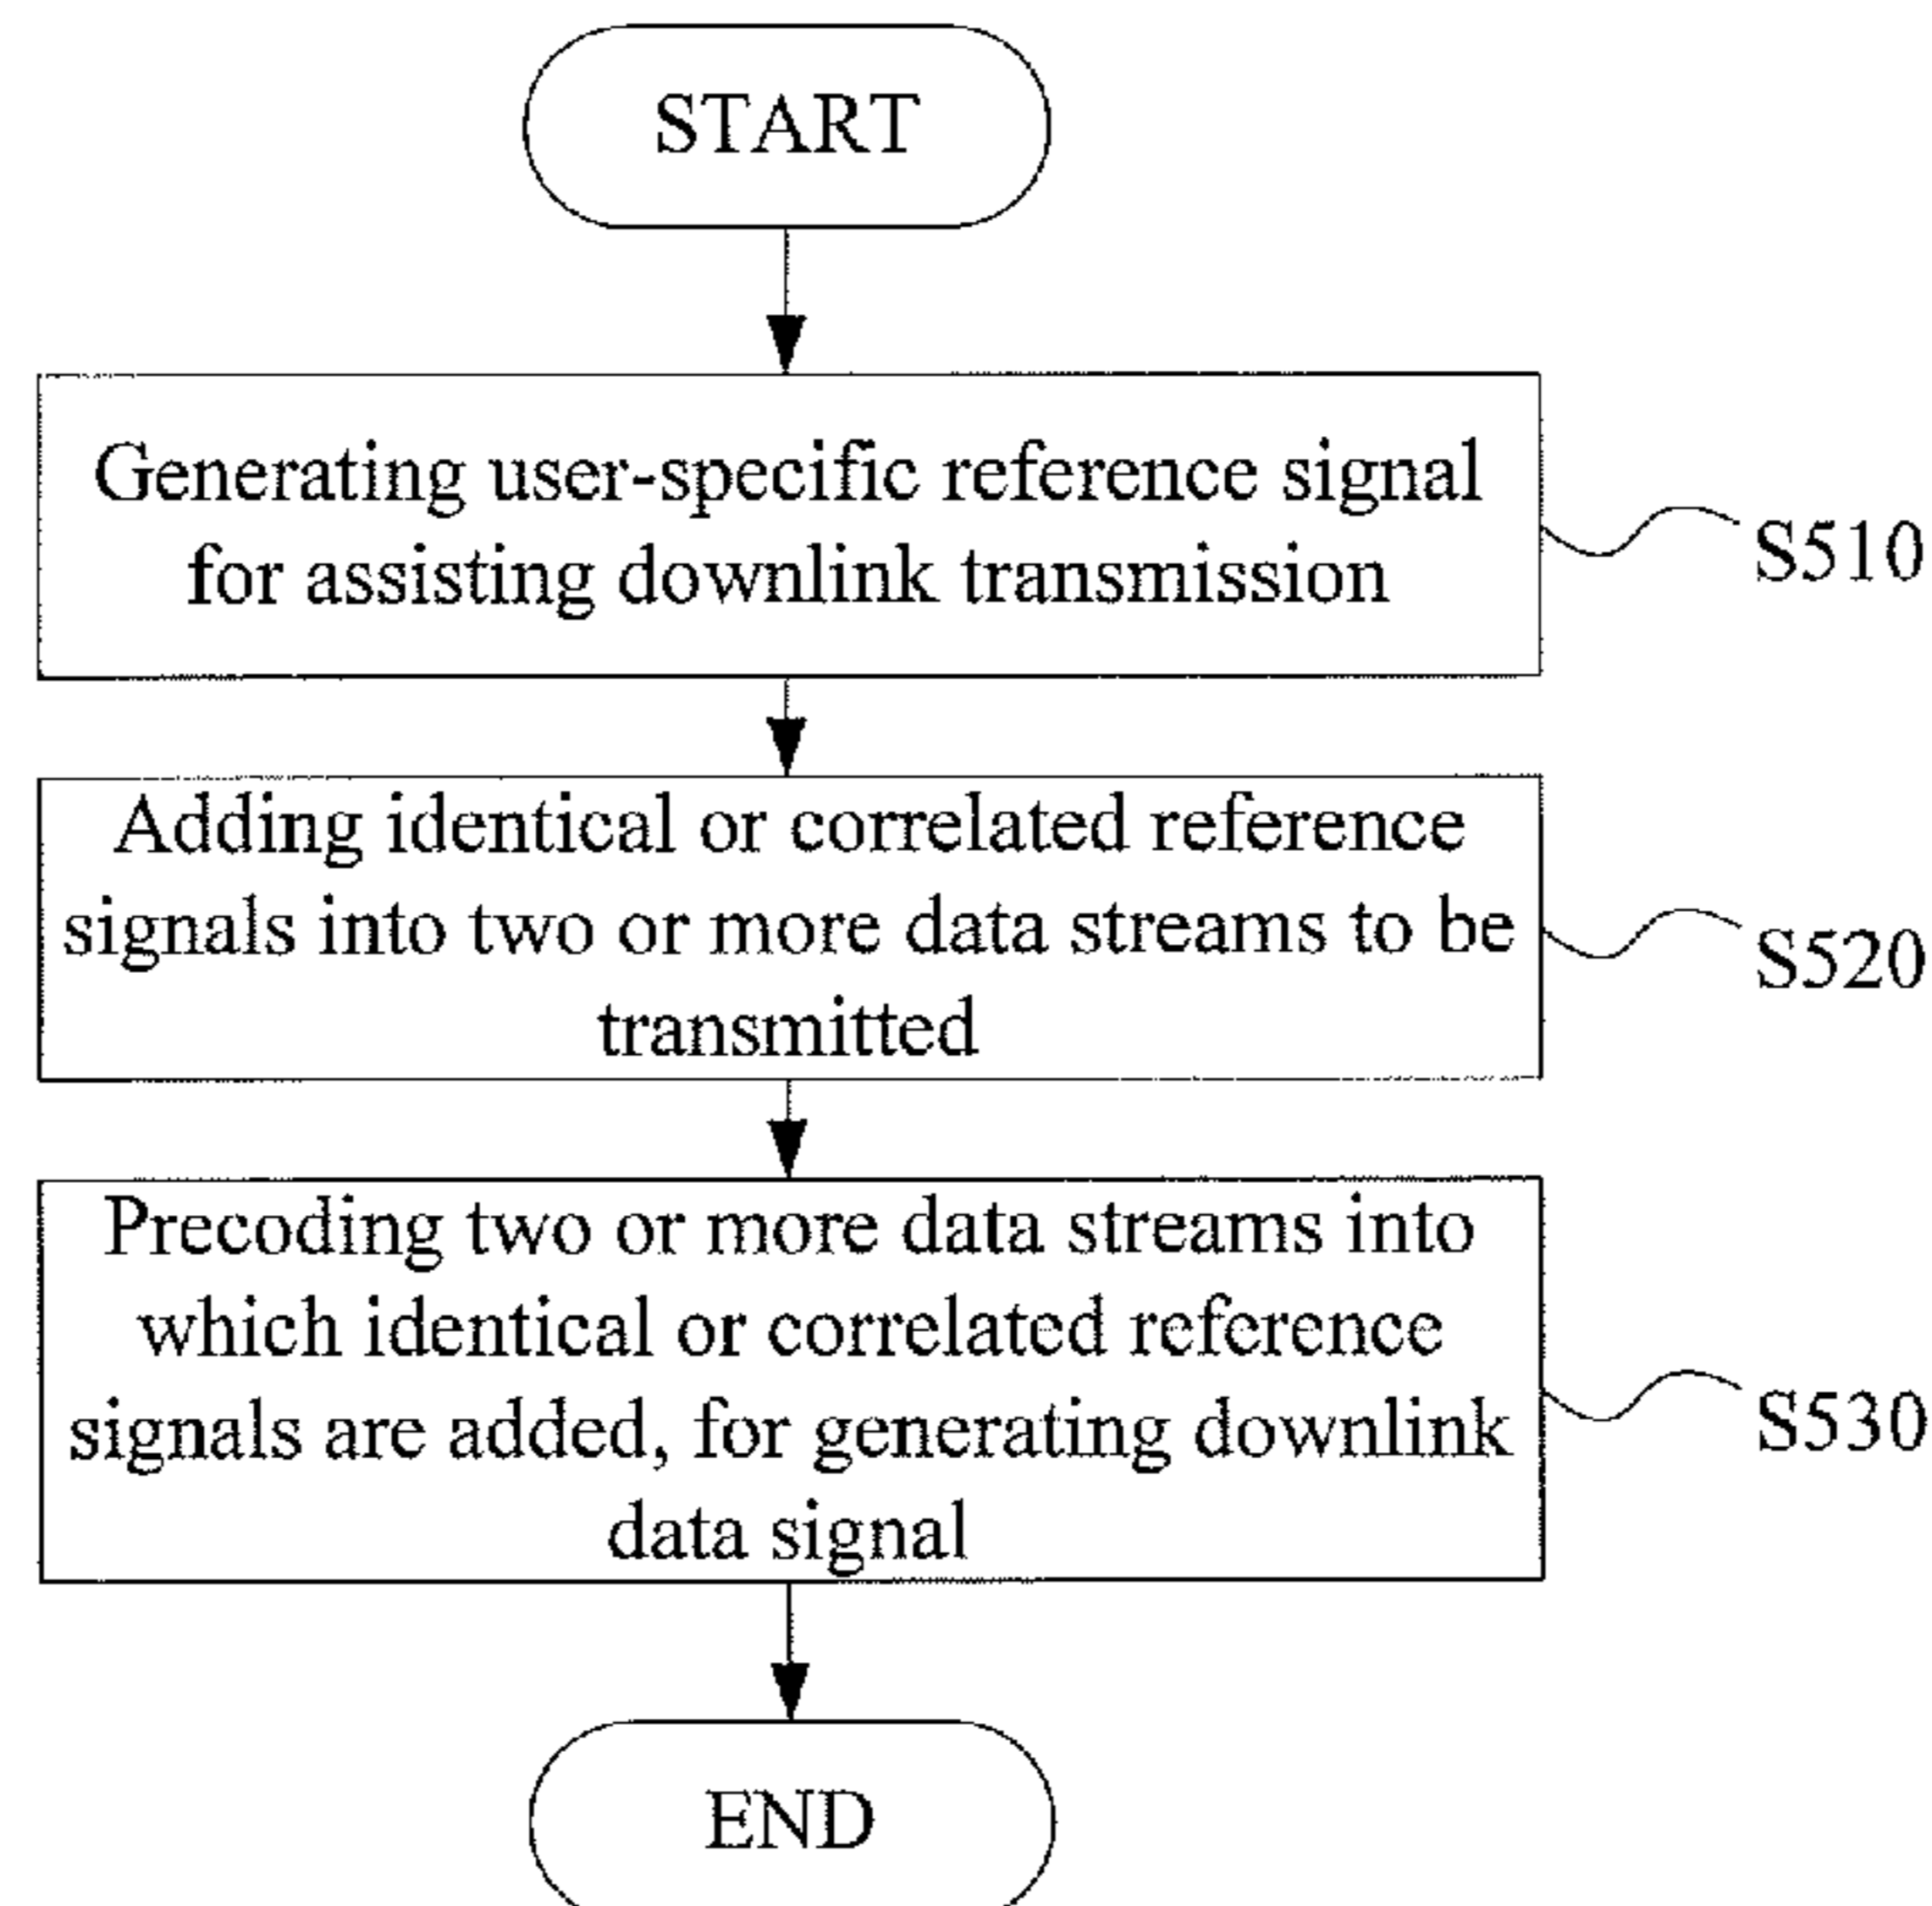 START
Generating user-specific reference signal
for assisting downlink transmission
S510
Adding identical or correlated reference
signals into two or more data streams to be
transmitted
S520
Precoding two or more data streams into
which identical or correlated reference
signals are added, for generating downlink
data signal
S530
END